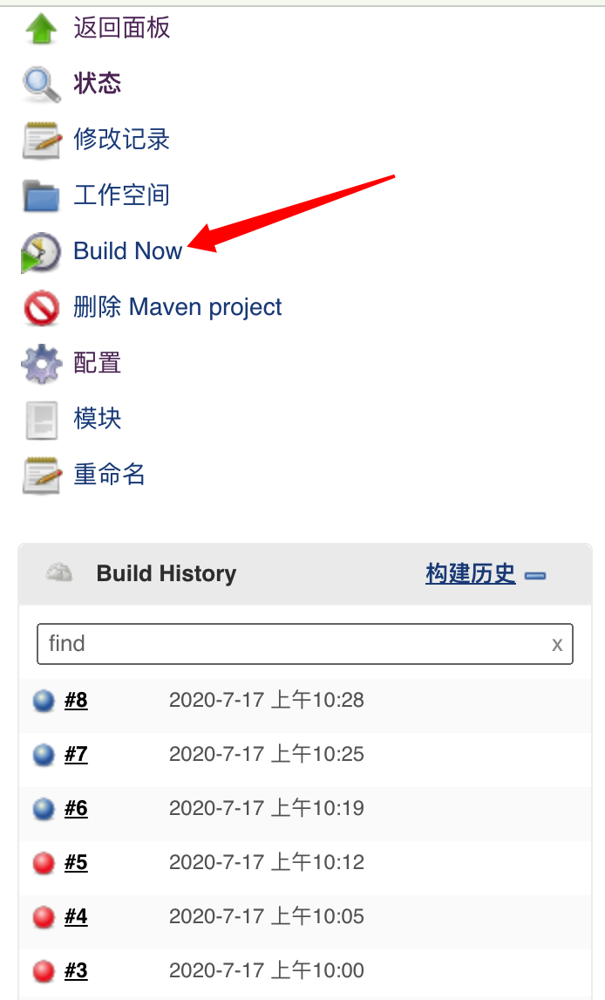 返回面板
状态
修改记录
工作空间
Build Now
删除 Maven project
配置
模块
重命名
Build History 构建历史
find x
#8 2020-7-17 上午10:28
#7 2020-7-17 上午10:25
#6 2020-7-17 上午10:19
#5 2020-7-17 上午10:12
#4 2020-7-17 上午10:05
#3 2020-7-17 上午10:00